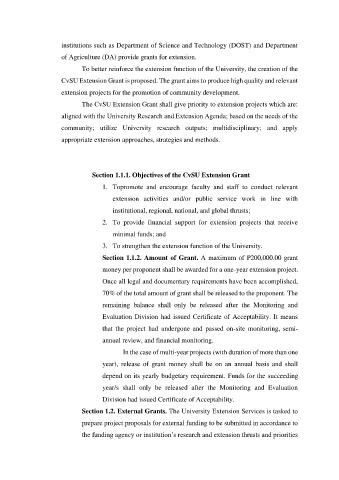 institutions such as Department of Science and Technology (DOST) and Department
of Agriculture (DA) provide grants for extension.
To better reinforce the extension function of the University, the creation of the
CvSU Extension Grant is proposed. The grant aims to produce high quality and relevant
extension projects for the promotion of community development.
The CvSU Extension Grant shall give priority to extension projects which are:
aligned with the University Research and Extension Agenda; based on the needs of the
community; utilize University research outputs; multidisciplinary; and apply
appropriate extension approaches, strategies and methods.
Section 1.1.1. Objectives of the CvSU Extension Grant
1. Topromote and encourage faculty and staff to conduct relevant
extension activities and/or public service work in line with
institutional, regional, national, and global thrusts;
2. To provide financial support for extension projects that receive
minimal funds; and
3. To strengthen the extension function of the University.
Section 1.1.2. Amount of Grant. A maximum of P200,000.00 grant
money per proponent shall be awarded for a one-year extension project.
Once all legal and documentary requirements have been accomplished,
70% of the total amount of grant shall be released to the proponent. The
remaining balance shall only be released after the Monitoring and
Evaluation Division had issued Certificate of Acceptability. It means
that the project had undergone and passed on-site monitoring, semi-
annual review, and financial monitoring.
In the case of multi-year projects (with duration of more than one
year), release of grant money shall be on an annual basis and shall
depend on its yearly budgetary requirement. Funds for the succeeding
year/s shall only be released after the Monitoring and Evaluation
Division had issued Certificate of Acceptability.
Section 1.2. External Grants. The University Extension Services is tasked to
prepare project proposals for external funding to be submitted in accordance to
the funding agency or institution's research and extension thrusts and priorities